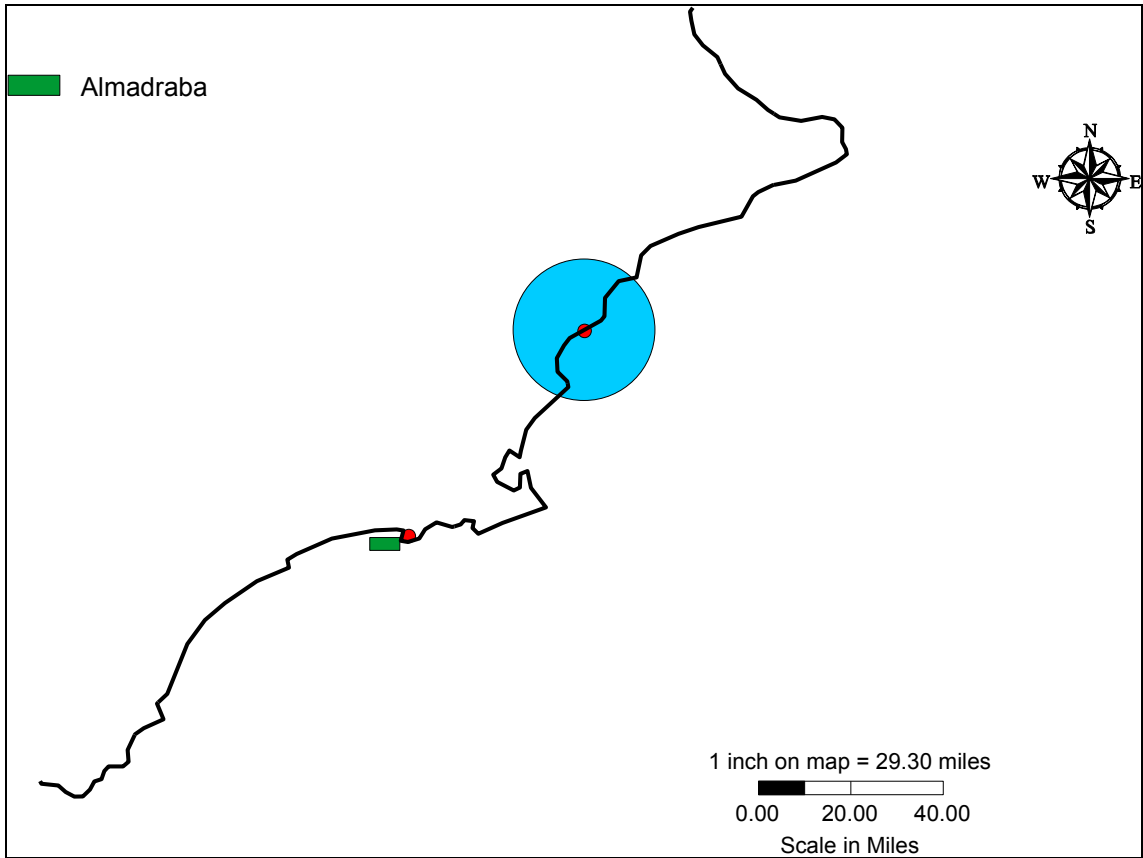 Almadraba
N
W E
S
1 inch on map = 29.30 miles
0.00 20.00 40.00
Scale in Miles